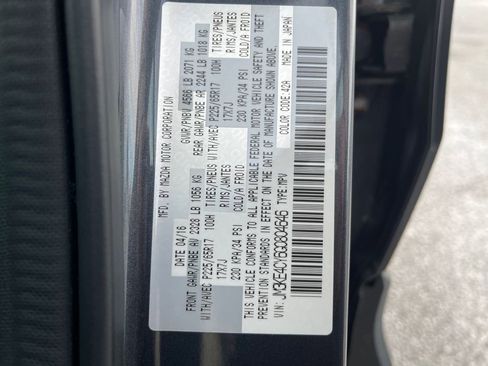 MFD. BY MAZDA MOTOR CORPORATION
DATE: 04/16 GVWR/PNBV 4566 LB 2071 KG
FRONT GAWR/PNBE AV 2328 LB 1056 KG REAR GAWR/PNBE AR 2244 LB 1018 KG
WITH/AVEC P225/65R17 100H TIRES/PNEUS WITH/AVEC P225/65R17 100H TIRES/PNEUS
17X7J RIMS/JANTES 17X7J RIMS/JANTES
230 KPA/34 PSI COLD/A FROID 230 KPA/34 PSI COLD/A FROID
THIS VEHICLE CONFORMS TO ALL APPLICABLE FEDERAL MOTOR VEHICLE SAFETY AND THEFT
PREVENTION STANDARDS IN EFFECT ON THE DATE OF MANUFACTURE SHOWN ABOVE.
VIN: JM3KE4CY6G0804646 TYPE: MPV COLOR CODE: 42A MADE IN JAPAN